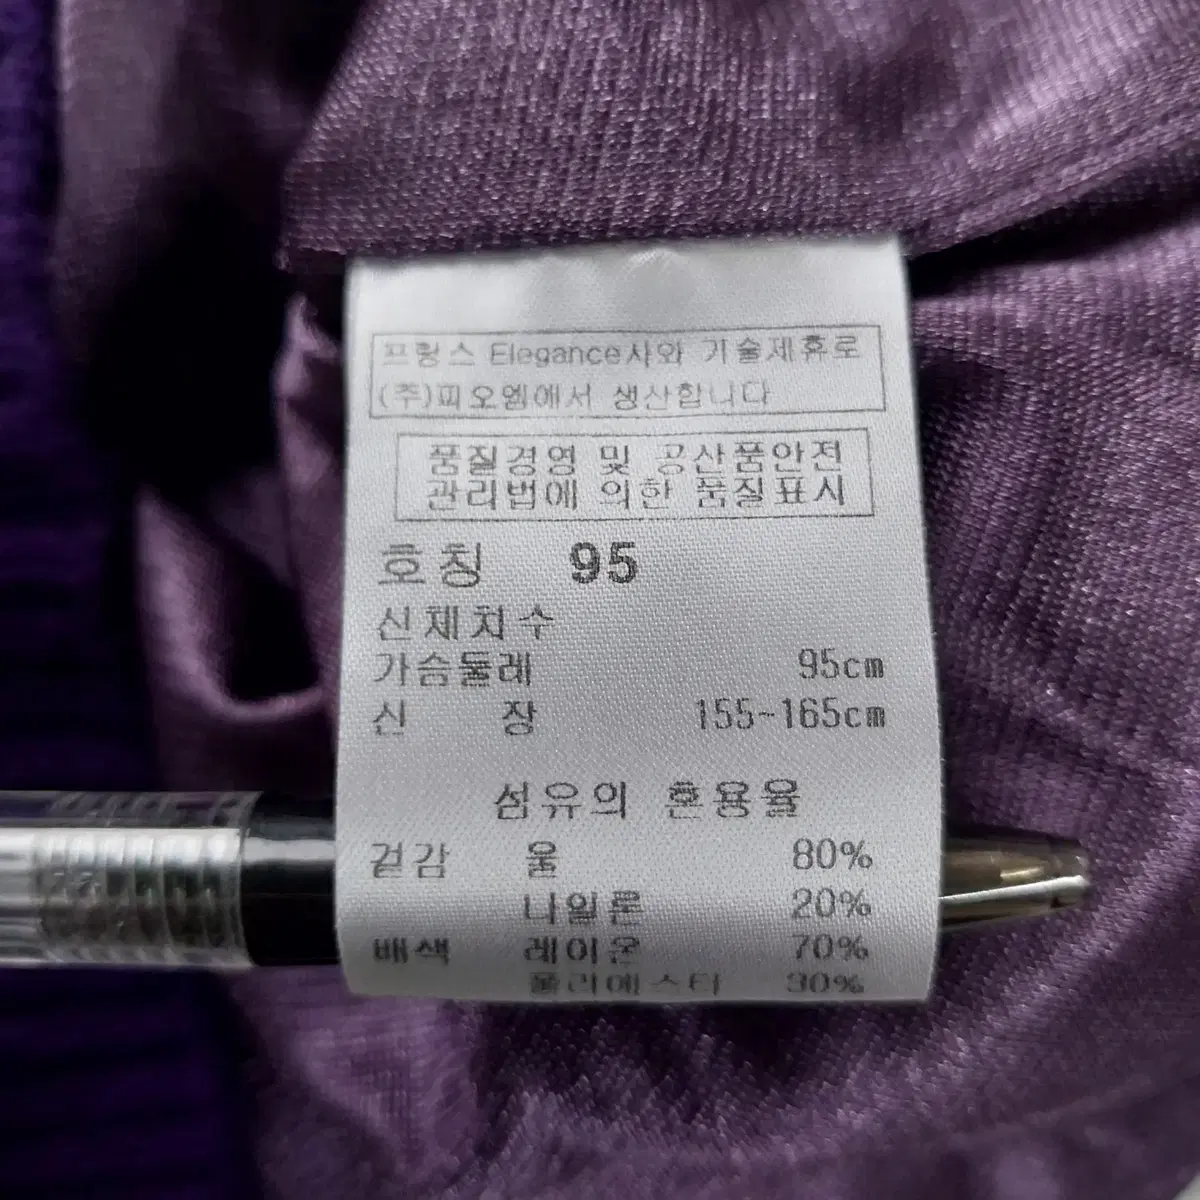 프랑스 Elegance사와 기술제휴로
(주)피오엠에서 생산합니다
품질경영 및 공산품안전
관리법에 의한 품질표시
호칭 95
신체치수
가슴둘레 95cm
신 장 155-165cm
섬유의 혼용율
겉감 울 80%
나일론 20%
배색 레이온 70%
폴리에스터 30%